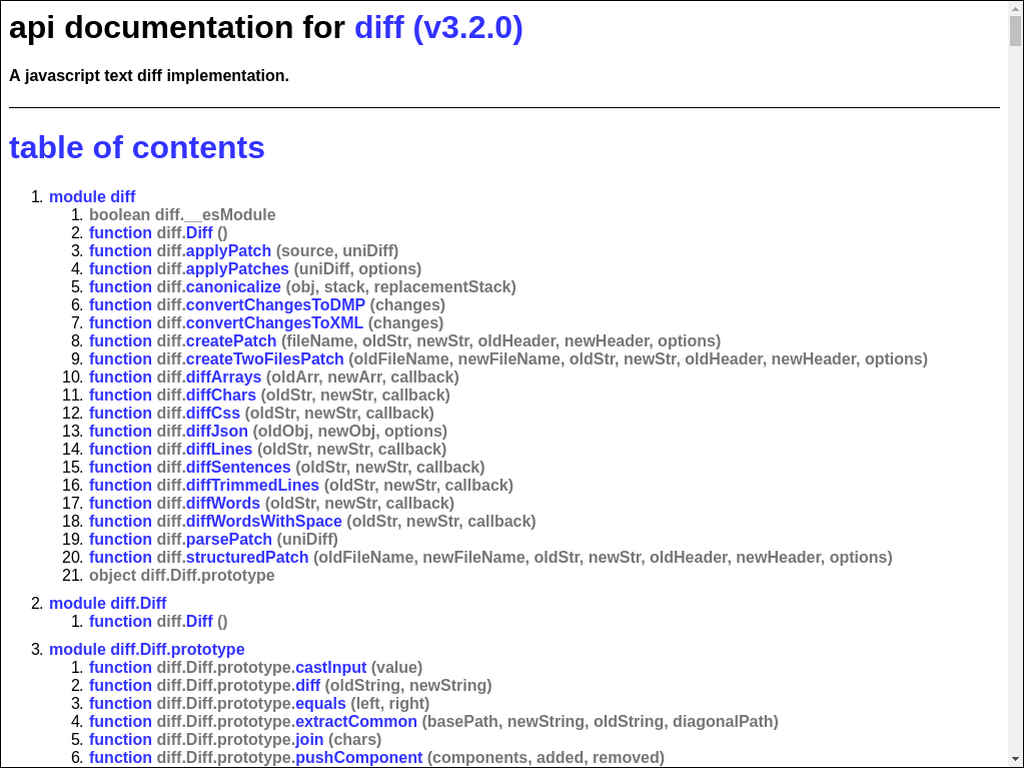 api documentation for diff (v3.2.0)
A javascript text diff implementation.
table of contents
1. module diff
1. boolean diff.__esModule
2. function diff.Diff ()
3. function diff.applyPatch (source, uniDiff)
4. function diff.applyPatches (uniDiff, options)
5. function diff.canonicalize (obj, stack, replacementStack)
6. function diff.convertChangesToDMP (changes)
7. function diff.convertChangesToXML (changes)
8. function diff.createPatch (fileName, oldStr, newStr, oldHeader, newHeader, options)
9. function diff.createTwoFilesPatch (oldFileName, newFileName, oldStr, newStr, oldHeader, newHeader, options)
10. function diff.diffArrays (oldArr, newArr, callback)
11. function diff.diffChars (oldStr, newStr, callback)
12. function diff.diffCss (oldStr, newStr, callback)
13. function diff.diffJson (oldObj, newObj, options)
14. function diff.diffLines (oldStr, newStr, callback)
15. function diff.diffSentences (oldStr, newStr, callback)
16. function diff.diffTrimmedLines (oldStr, newStr, callback)
17. function diff.diffWords (oldStr, newStr, callback)
18. function diff.diffWordsWithSpace (oldStr, newStr, callback)
19. function diff.parsePatch (uniDiff)
20. function diff.structuredPatch (oldFileName, newFileName, oldStr, newStr, oldHeader, newHeader, options)
21. object diff.Diff.prototype
2. module diff.Diff
1. function diff.Diff ()
3. module diff.Diff.prototype
1. function diff.Diff.prototype.castInput (value)
2. function diff.Diff.prototype.diff (oldString, newString)
3. function diff.Diff.prototype.equals (left, right)
4. function diff.Diff.prototype.extractCommon (basePath, newString, oldString, diagonalPath)
5. function diff.Diff.prototype.join (chars)
6. function diff.Diff.prototype.pushComponent (components, added, removed)